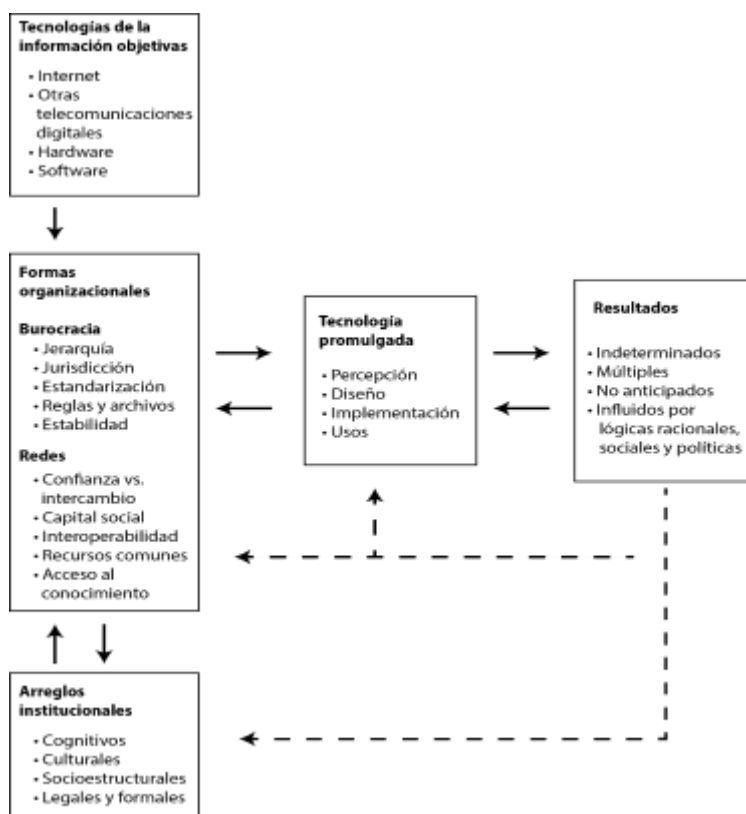 Tecnologías de la
información objetivas
• Internet
• Otras
telecomunicaciones
digitales
• Hardware
• Software
Formas
organizacionales
Burocracia
• Jerarquía
• Jurisdicción
• Estandarización
• Reglas y archivos
• Estabilidad
Redes
• Confianza vs.
intercambio
• Capital social
• Interoperabilidad
• Recursos comunes
• Acceso al
conocimiento
Tecnología
promulgada
• Percepción
• Diseño
• Implementación
• Usos
Resultados
• Indeterminados
• Múltiples
• No anticipados
• Influidos por
lógicas racionales,
sociales y políticas
Arreglos
institucionales
• Cognitivos
• Culturales
• Socioestructurales
• Legales y formales